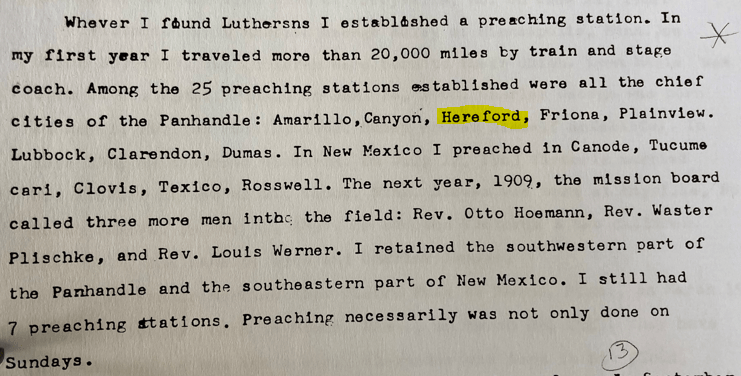 Whever I found Luthersns I established a preaching station. In
my first year I traveled more than 20,000 miles by train and stage
coach. Among the 25 preaching stations established were all the chief
cities of the Panhandle: Amarillo,Canyon, Hereford, Friona, Plainview.
Lubbock, Clarendon, Dumas. In New Mexico I preached in Canode, Tucume
cari, Clovis, Texico, Rosswell. The next year, 1909, the mission board
called three more men intho the field: Rev. Otto Hoemann, Rev. Waster
Plischke, and Rev. Louis Werner. I retained the southwestern part of
the Panhandle and the southeastern part of New Mexico. I still had
7 preaching stations. Preaching necessarily was not only done on
Sundays.
13